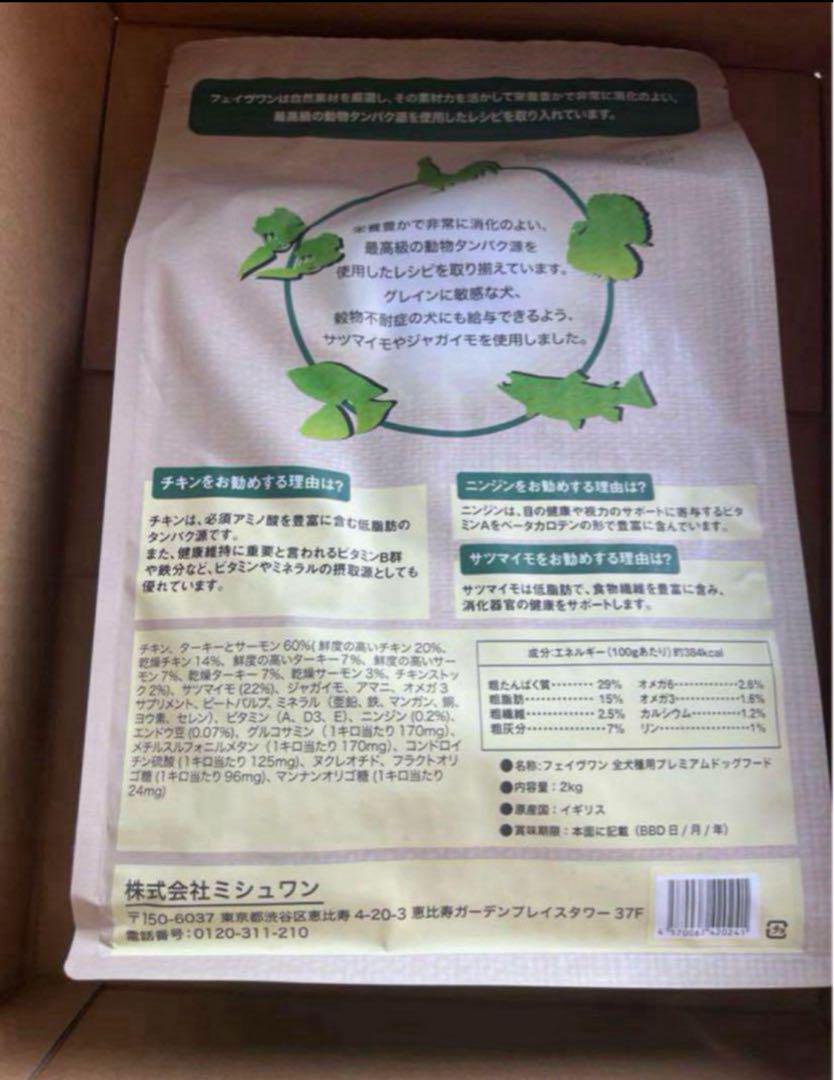 フェイヴワンは自然素材を厳選し、その素材力を活かして栄養豊かで非常に消化のよい、
最高級の動物タンパク源を使用したレシピを取り入れています。
栄養豊かで非常に消化のよい、
最高級の動物タンパク源を
使用したレシピを取り揃えています。
グレインに敏感な犬、
穀物不耐症の犬にも給与できるよう、
サツマイモやジャガイモを使用しました。
チキンをお勧めする理由は?
チキンは、必須アミノ酸を豊富に含む低脂肪の
タンパク源です。
また、健康維持に重要と言われるビタミンB群
や鉄分など、ビタミンやミネラルの摂取源としても
優れています。
ニンジンをお勧めする理由は?
ニンジンは、目の健康や視力のサポートに寄与するビタ
ミンAをベータカロテンの形で豊富に含んでいます。
サツマイモをお勧めする理由は?
サツマイモは低脂肪で、食物繊維を豊富に含み、
消化器官の健康をサポートします。
チキン、ターキーとサーモン 60%( 鮮度の高いチキン 20%、
乾燥チキン 14%、鮮度の高いターキー 7%、鮮度の高いサー
モン 7%、乾燥ターキー 7%、乾燥サーモン 3%、チキンストッ
ク 2%)、サツマイモ (22%)、ジャガイモ、アマニ、オメガ 3
サプリメント、ビートパルプ、ミネラル（亜鉛、鉄、マンガン、銅、
ヨウ素、セレン)、ビタミン（A、D3、E)、ニンジン (0.2%)、
エンドウ豆 (0.07%)、グルコサミン（1キロ当たり 170mg)、
メチルスルフォニルメタン（1キロ当たり 170mg)、コンドロイ
チン硫酸 (1キロ当たり 125mg)、ヌクレオチド、フラクトオリ
ゴ糖 (1キロ当たり 96mg)、マンナンオリゴ糖 (1キロ当たり
24mg)
成分:エネルギー（100gあたり）約384kcal
粗たんぱく質········ 29% オメガ6··············2.6%
粗脂肪··············· 15% オメガ3··············1.6%
粗繊維··············· 2.5% カルシウム··········1.2%
粗灰分················7% リン····················1%
●名称:フェイヴワン 全犬種用プレミアムドッグフード
●内容量：2kg
●原産国：イギリス
●賞味期限：本面に記載（BBD 日 / 月 / 年）
株式会社ミシュワン
〒150-6037 東京都渋谷区恵比寿 4-20-3 恵比寿ガーデンプレイスタワー 37F
電話番号：0120-311-210